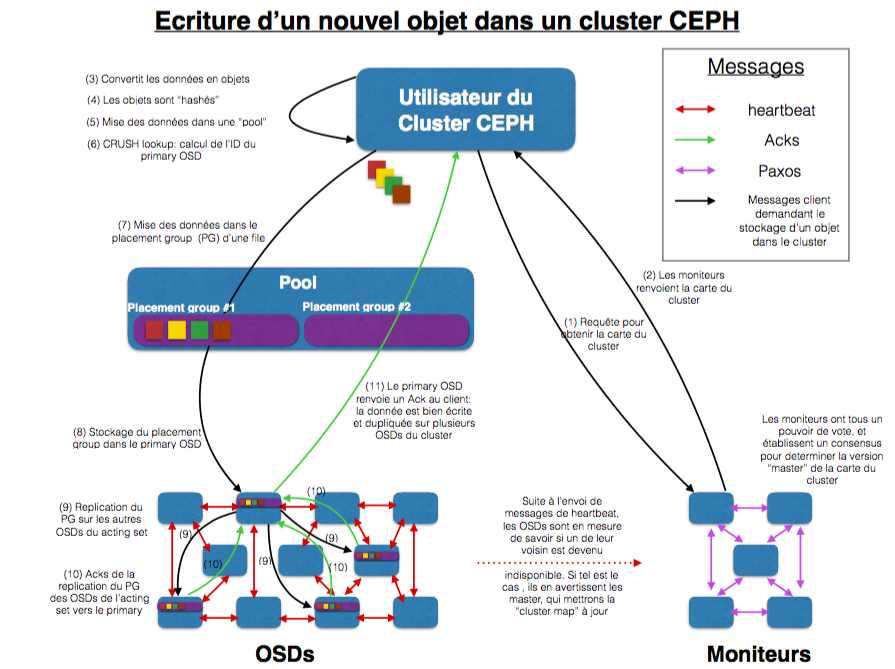 Ecriture d’un nouvel objet dans un cluster CEPH
(3) Convertit les données en objets
(4) Les objets sont “hashés”
(5) Mise des données dans une “pool”
(6) CRUSH lookup: calcul de l’ID du
primary OSD
Utilisateur du
Cluster CEPH
Messages
heartbeat
Acks
Paxos
Messages client
demandant le
stockage d’un objet
dans le cluster
(7) Mise des données dans le
placement group (PG) d’une file
(2) Les moniteurs
renvoient la carte du
cluster
Pool
Placement group #1
Placement group #2
(1) Requête pour
obtenir la carte du
cluster
(11) Le primary OSD
renvoie un Ack au client:
la donnée est bien écrite
et dupliquée sur plusieurs
OSDs du cluster
(8) Stockage du placement
group dans le primary OSD
Les moniteurs ont tous un
pouvoir de vote, et
établissent un consensus
pour determiner la version
“master” de la carte du
cluster
(9) Replication du
PG sur les autres
OSDs du acting set
(10) Acks de la
replication du PG
des OSDs de l’acting
set vers le primary
(10)
(9)
(9)
(10)
(9)
(10)
Suite à l’envoi de
messages de heartbeat,
les OSDs sont en mesure
de savoir si un de leur
voisin est devenu
indisponible. Si tel est le
cas , ils en avertissent les
master, qui mettrons la
“cluster map” à jour
OSDs
Moniteurs